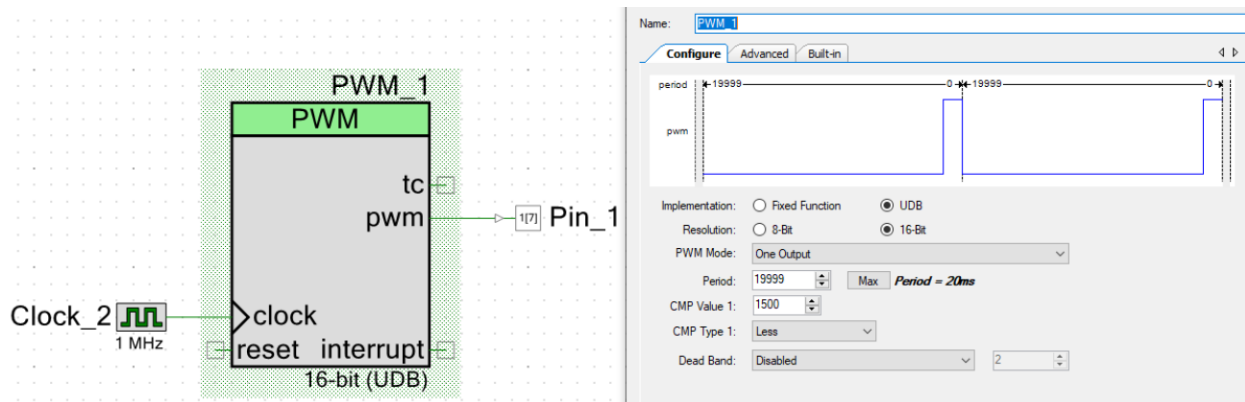 PWM_1
PWM
tc
pwm
1[7] Pin_1
Clock_2
1 MHz
clock
reset interrupt
16-bit (UDB)
Name: PWM_1
Configure Advanced Built-in
period 19999 0 19999 0
pwm
Implementation: Fixed Function UDB
Resolution: 8-Bit 16-Bit
PWM Mode: One Output
Period: 19999 Max Period = 20ms
CMP Value 1: 1500
CMP Type 1: Less
Dead Band: Disabled 2